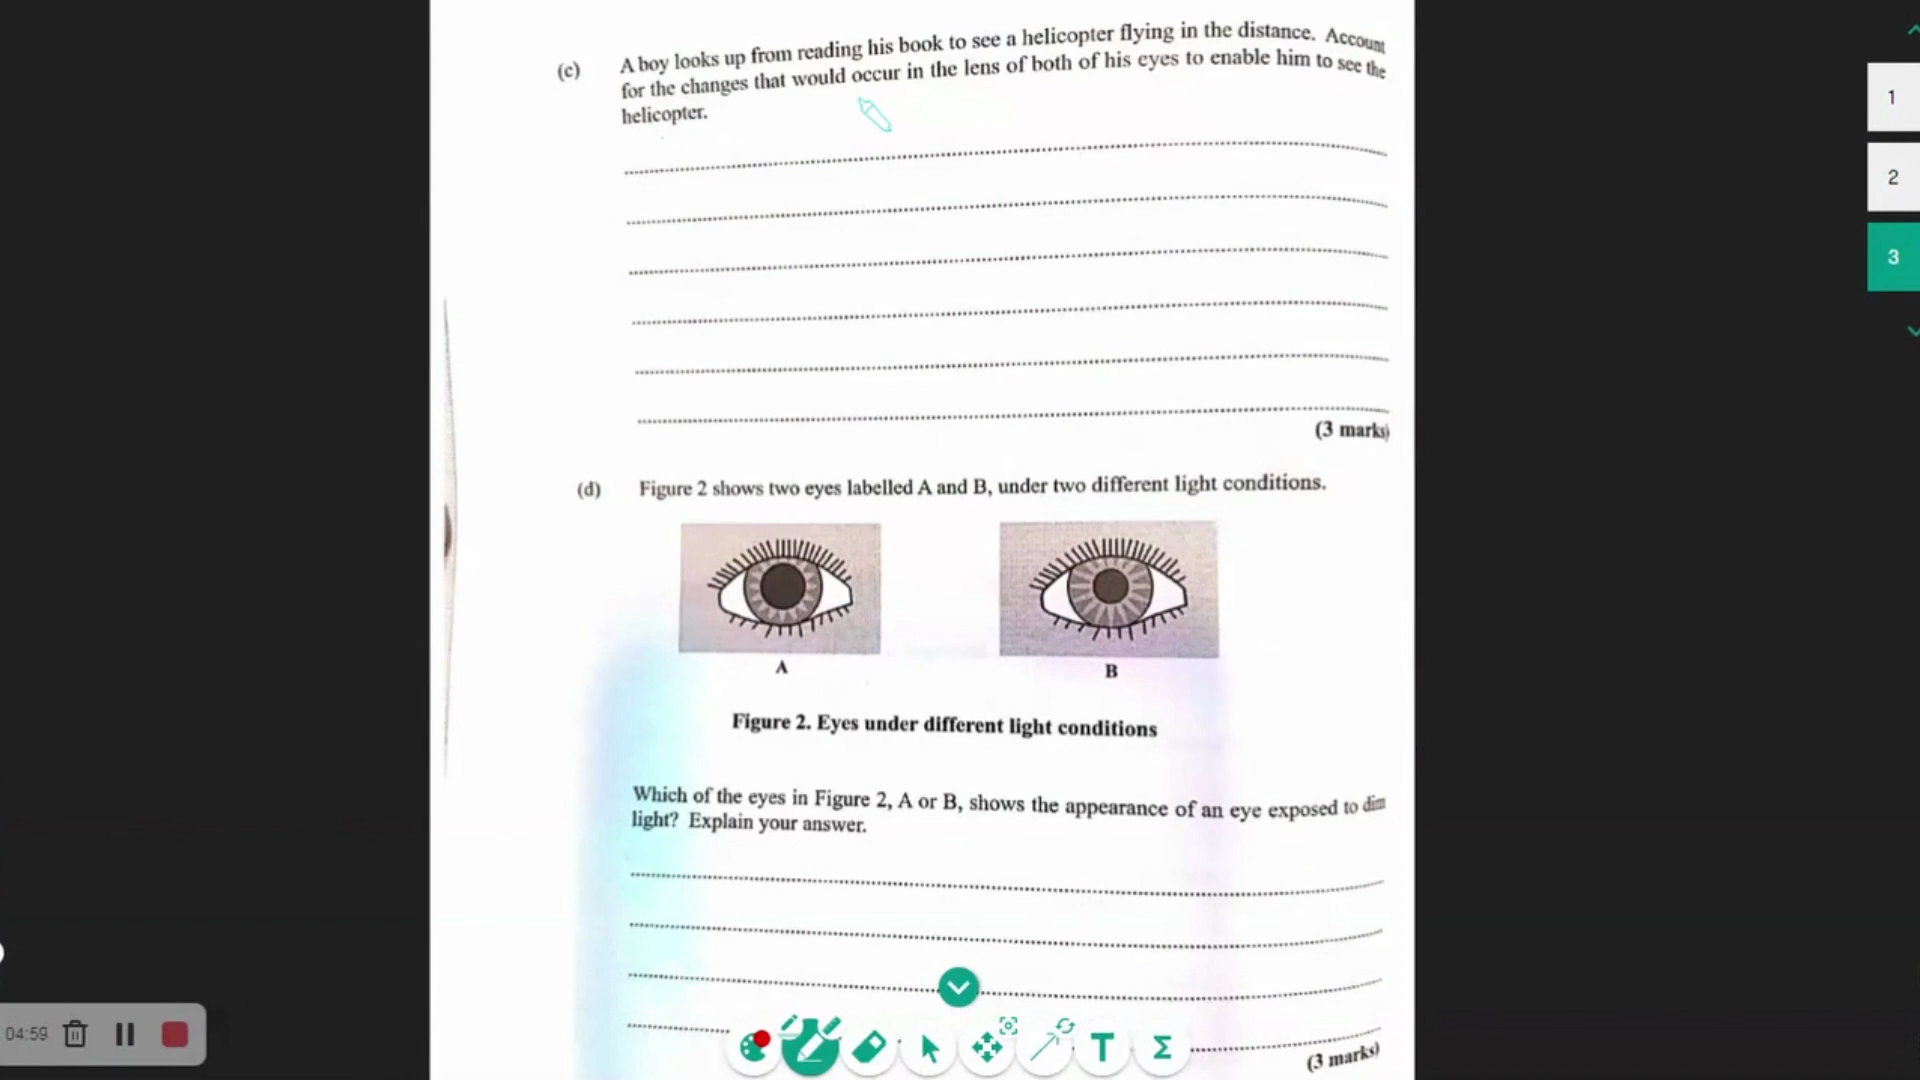 (c) A boy looks up from reading his book to see a helicopter flying in the distance. Account
for the changes that would occur in the lens of both of his eyes to enable him to see the
helicopter.
(3 marks)
(d) Figure 2 shows two eyes labelled A and B, under two different light conditions.
A B
Figure 2. Eyes under different light conditions
Which of the eyes in Figure 2, A or B, shows the appearance of an eye exposed to dim
light? Explain your answer.
(3 marks)
1
2
3
04:59
T Σ